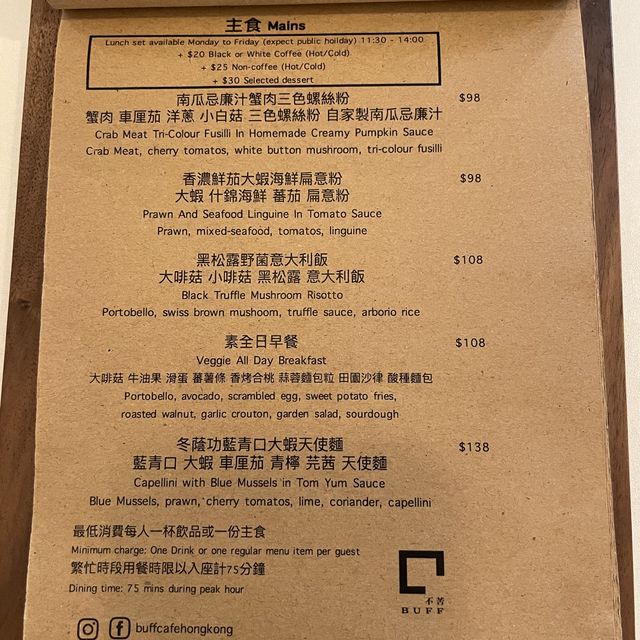 主食 Mains
Lunch set available Monday to Friday (expect public hoilday) 11:30 - 14:00
+ $20 Black or White Coffee (Hot/Cold)
+ $25 Non-coffee (Hot/Cold)
+ $30 Selected dessert
南瓜忌廉汁蟹肉三色螺絲粉 $98
蟹肉 車厘茄 洋蔥 小白菇 三色螺絲粉 自家製南瓜忌廉汁
Crab Meat Tri-Colour Fusilli In Homemade Creamy Pumpkin Sauce
Crab Meat, cherry tomatoes, white button mushroom, tri-colour fusilli
香濃鮮茄大蝦海鮮扁意粉 $98
大蝦 什錦海鮮 蕃茄 扁意粉
Prawn And Seafood Linguine In Tomato Sauce
Prawn, mixed-seafood, tomatoes, linguine
黑松露野菌意大利飯 $108
大啡菇 小啡菇 黑松露 意大利飯
Black Truffle Mushroom Risotto
Portobello, swiss brown mushoom, truffle sauce, arborio rice
素全日早餐 $108
Veggie All Day Breakfast
大啡菇 牛油果 滑蛋 蕃薯條 香烤合桃 蒜蓉麵包粒 田園沙律 酸種麵包
Portobello, avocado, scrambled egg, sweet potato fries,
roasted walnut, garlic crouton, garden salad, sourdough
冬蔭功藍青口大蝦天使麵 $138
藍青口 大蝦 車厘茄 青檸 芫茜 天使麵
Capellini with Blue Mussels in Tom Yum Sauce
Blue Mussels, prawn, cherry tomatoes, lime, coriander, capellini
最低消費每人一杯飲品或一份主食
Minimum charge: One Drink or one regular menu item per guest
繁忙時段用餐時限以入座計75分鐘
Dining time: 75 mins during peak hour
不苦
BUFF
buffcafehongkong